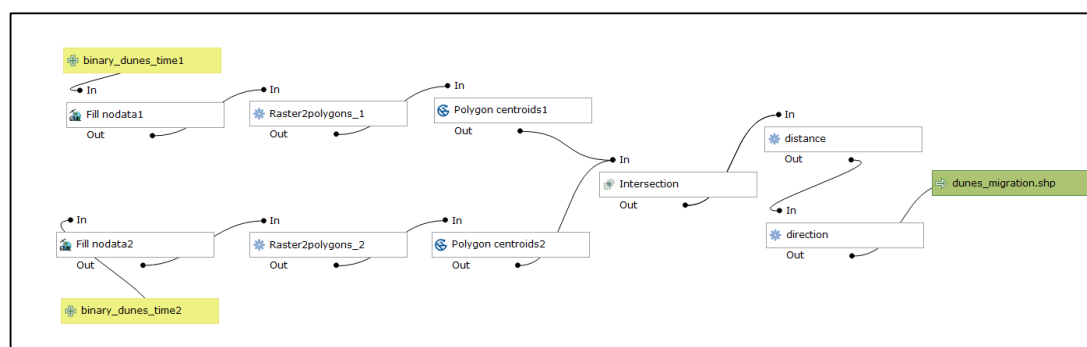 binary_dunes_time1
In
Fill nodata1
Out
In
Raster2polygons_1
Out
In
Polygon centroids1
Out
In
Intersection
Out
In
distance
Out
In
direction
Out
dunes_migration.shp
In
Fill nodata2
Out
In
Raster2polygons_2
Out
In
Polygon centroids2
Out
binary_dunes_time2